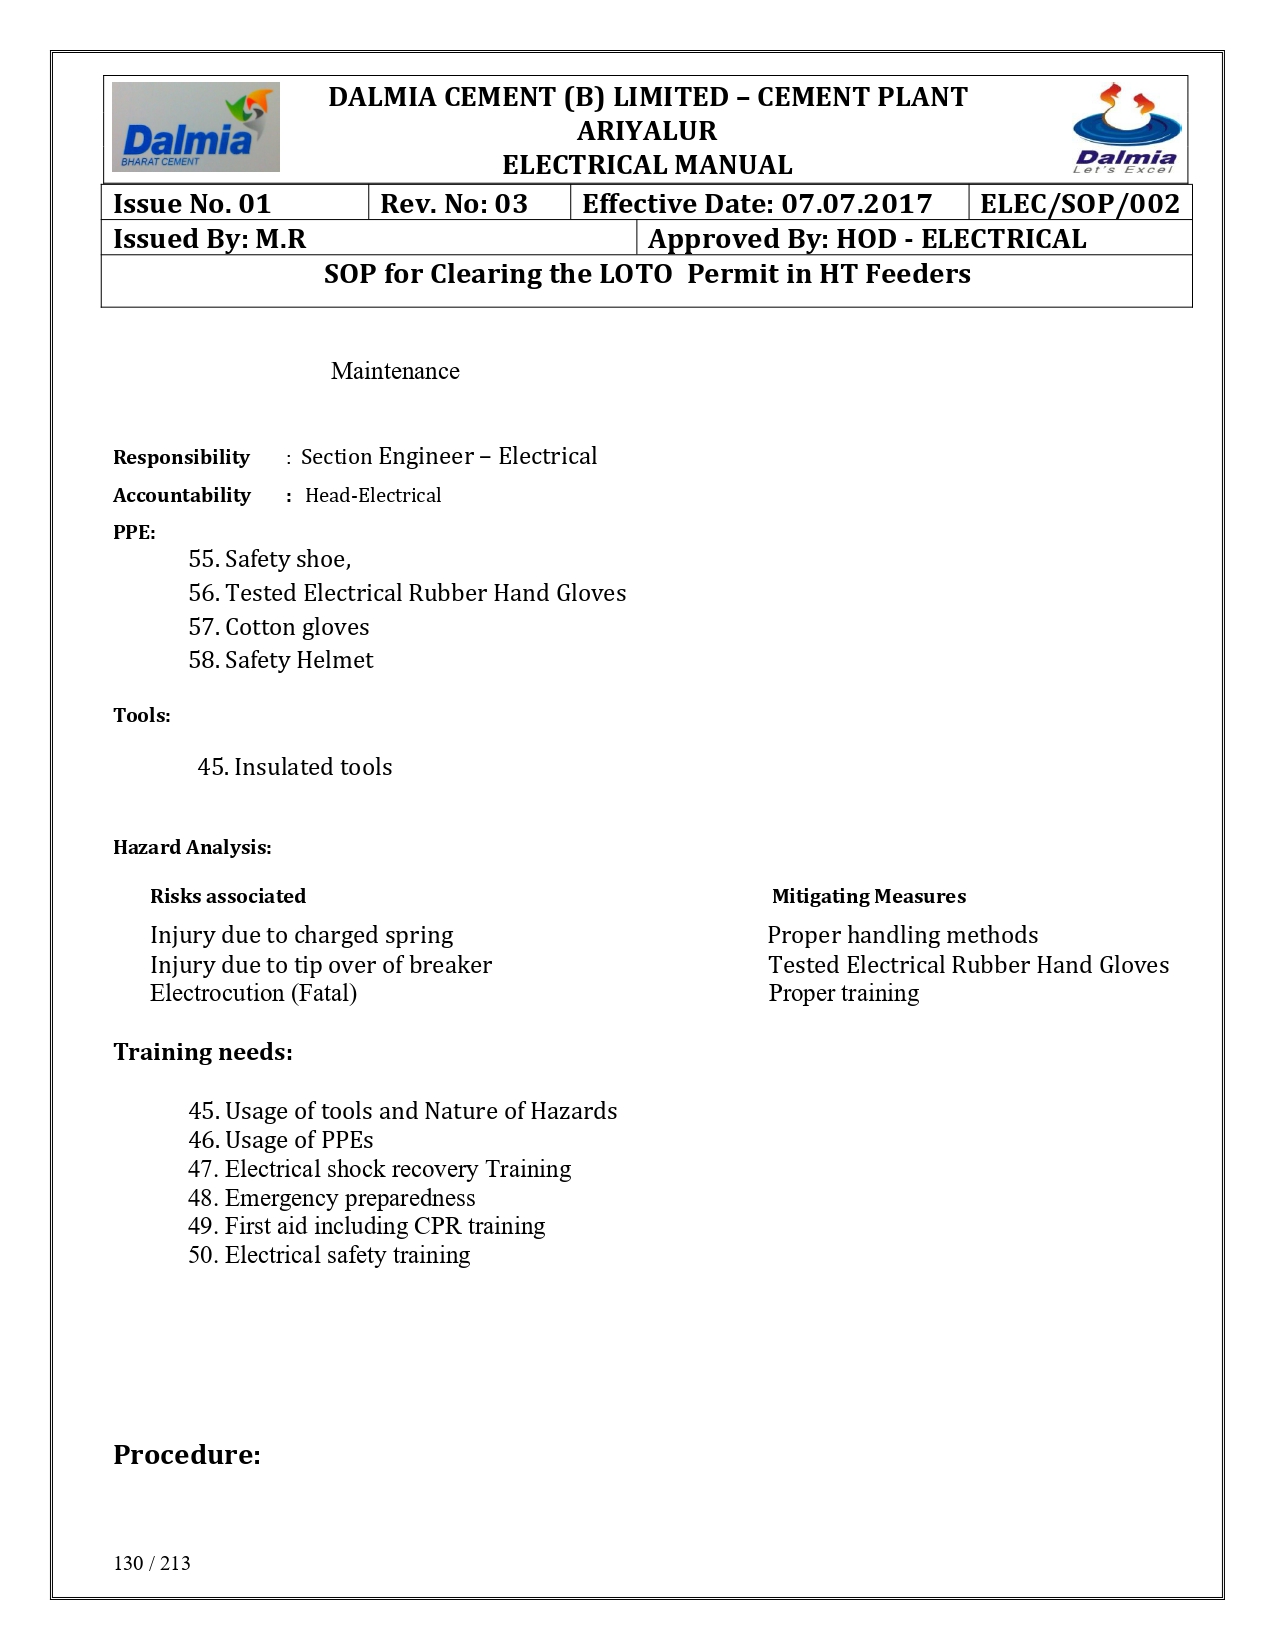 Dalmia
BHARAT CEMENT
DALMIA CEMENT (B) LIMITED – CEMENT PLANT
ARIYALUR
ELECTRICAL MANUAL
Dalmia
Let's Excel
Issue No. 01 Rev. No: 03 Effective Date: 07.07.2017 ELEC/SOP/002
Issued By: M.R Approved By: HOD - ELECTRICAL
SOP for Clearing the LOTO Permit in HT Feeders
Maintenance
Responsibility : Section Engineer – Electrical
Accountability : Head-Electrical
PPE:
55. Safety shoe,
56. Tested Electrical Rubber Hand Gloves
57. Cotton gloves
58. Safety Helmet
Tools:
45. Insulated tools
Hazard Analysis:
Risks associated Mitigating Measures
Injury due to charged spring Proper handling methods
Injury due to tip over of breaker Tested Electrical Rubber Hand Gloves
Electrocution (Fatal) Proper training
Training needs:
45. Usage of tools and Nature of Hazards
46. Usage of PPEs
47. Electrical shock recovery Training
48. Emergency preparedness
49. First aid including CPR training
50. Electrical safety training
Procedure:
130 / 213